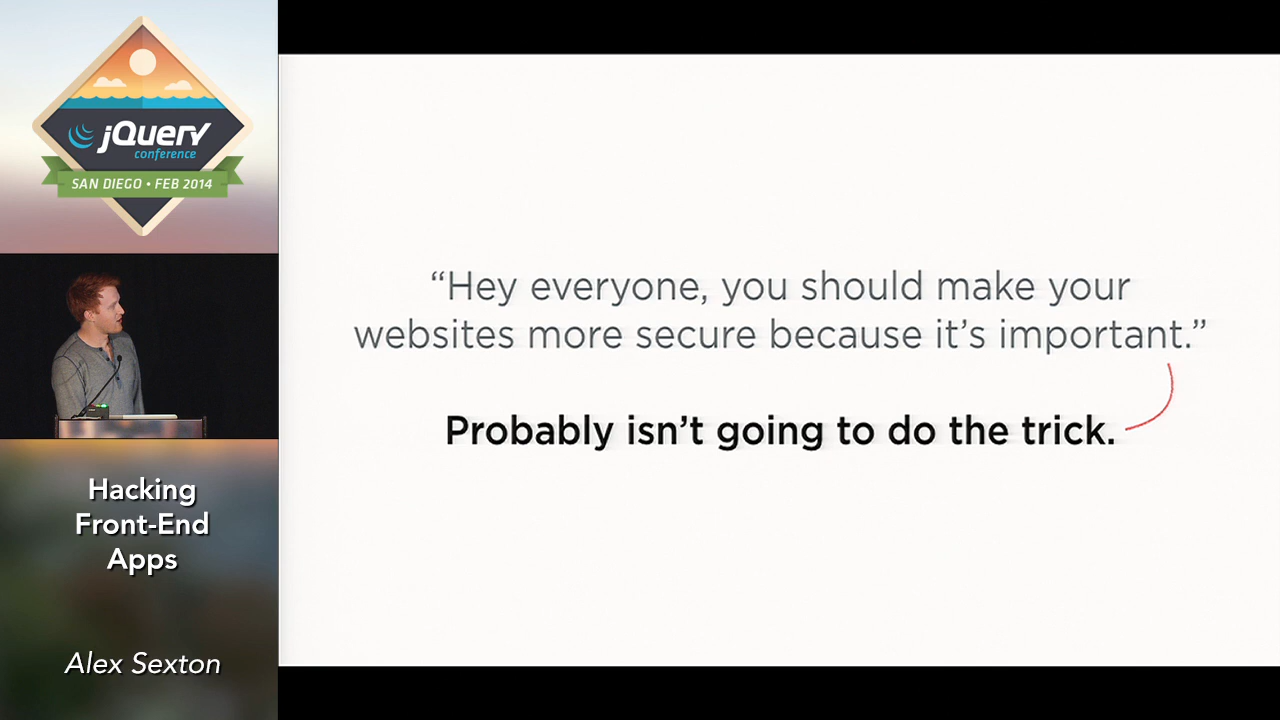 jQuery
conference
SAN DIEGO • FEB 2014
Hacking
Front-End
Apps
Alex Sexton
“Hey everyone, you should make your
websites more secure because it’s important.”
Probably isn’t going to do the trick.